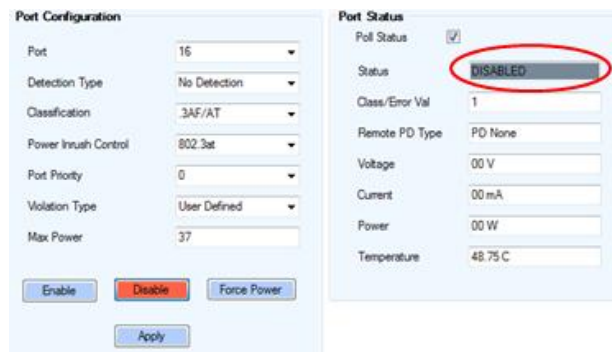 Port Configuration
Port 16
Detection Type No Detection
Classification .3AF/AT
Power Inrush Control 802.3at
Port Priority 0
Violation Type User Defined
Max Power 37
Enable Disable Force Power
Apply
Port Status
Poll Status
Status DISABLED
Class/Error Val 1
Remote PD Type PD None
Voltage 00 V
Current 00 mA
Power 00 W
Temperature 48.75 C